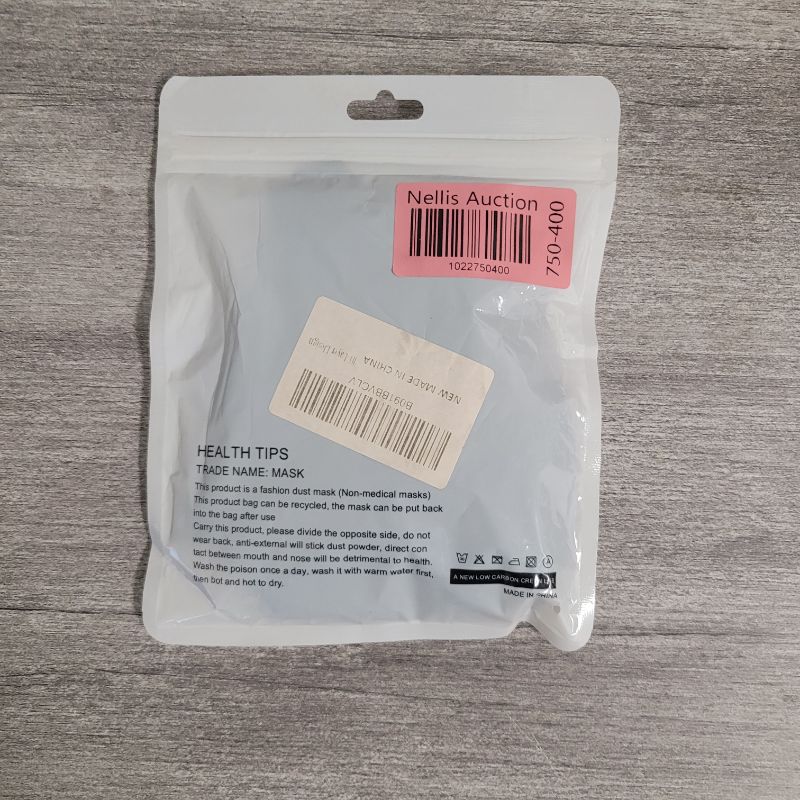 Nellis Auction
1022750400
750-400
B091BBVCLV
NEW MADE IN CHINA
HEALTH TIPS
TRADE NAME: MASK
This product is a fashion dust mask (Non-medical masks)
This product bag can be recycled, the mask can be put back
into the bag after use
Carry this product, please divide the opposite side, do not
wear back, anti-external will stick dust powder, direct con
tact between mouth and nose will be detrimental to health.
Wash the poison once a day, wash it with warm water first,
then bot and hot to dry.
A NEW LOW CARBON
MADE IN CHINA